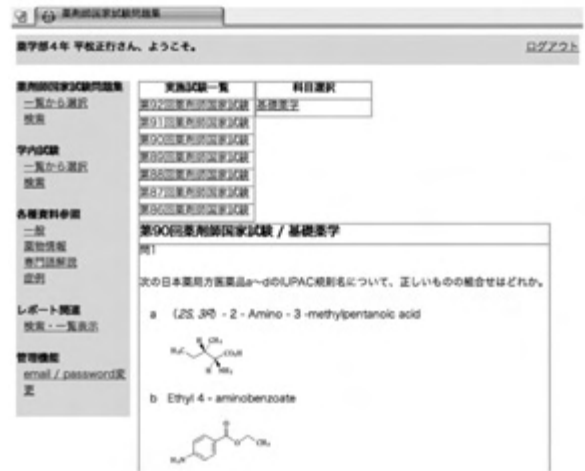 薬剤師国家試験問題集
薬学部4年 平松正行さん、ようこそ。
ログアウト
薬剤師国家試験問題集
一覧から選択
検索
学内試験
一覧から選択
検索
各種資料参照
一般
薬物情報
専門語解説
症例
レポート関連
検索・一覧表示
管理機能
email / password変
更
実施試験一覧 科目選択
第92回薬剤師国家試験 基礎薬学
第91回薬剤師国家試験
第90回薬剤師国家試験
第89回薬剤師国家試験
第88回薬剤師国家試験
第87回薬剤師国家試験
第86回薬剤師国家試験
第90回薬剤師国家試験 / 基礎薬学
問1
次の日本薬局方医薬品a〜dのIUPAC規則名について、正しいものの組合せはどれか。
a (2S, 3R) - 2 - Amino - 3 -methylpentanoic acid
H CH₃
H₃C CO₂H
H NH₂
b Ethyl 4 - aminobenzoate
O
O CH₃
H₂N